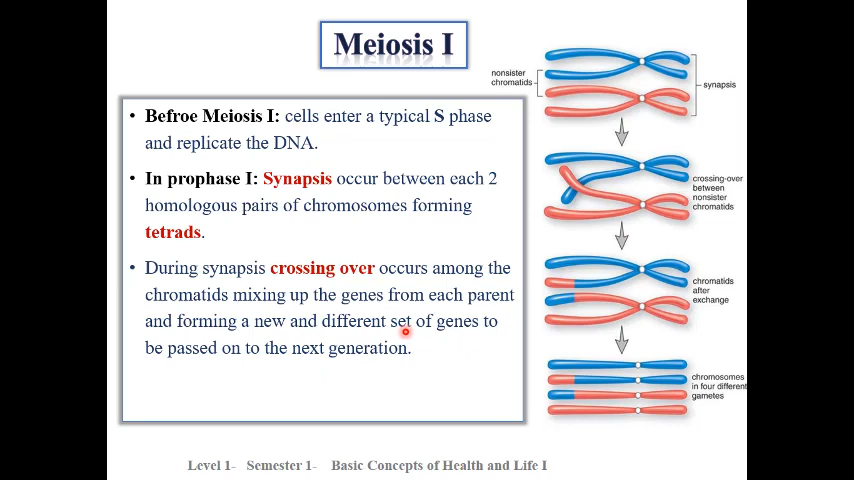 Meiosis I
• Befroe Meiosis I: cells enter a typical S phase
and replicate the DNA.
• In prophase I: Synapsis occur between each 2
homologous pairs of chromosomes forming
tetrads.
• During synapsis crossing over occurs among the
chromatids mixing up the genes from each parent
and forming a new and different set of genes to
be passed on to the next generation.
nonsister
chromatids
synapsis
crossing-over
between
nonsister
chromatids
chromatids
after
exchange
chromosomes
in four different
gametes
Level 1- Semester 1- Basic Concepts of Health and Life I